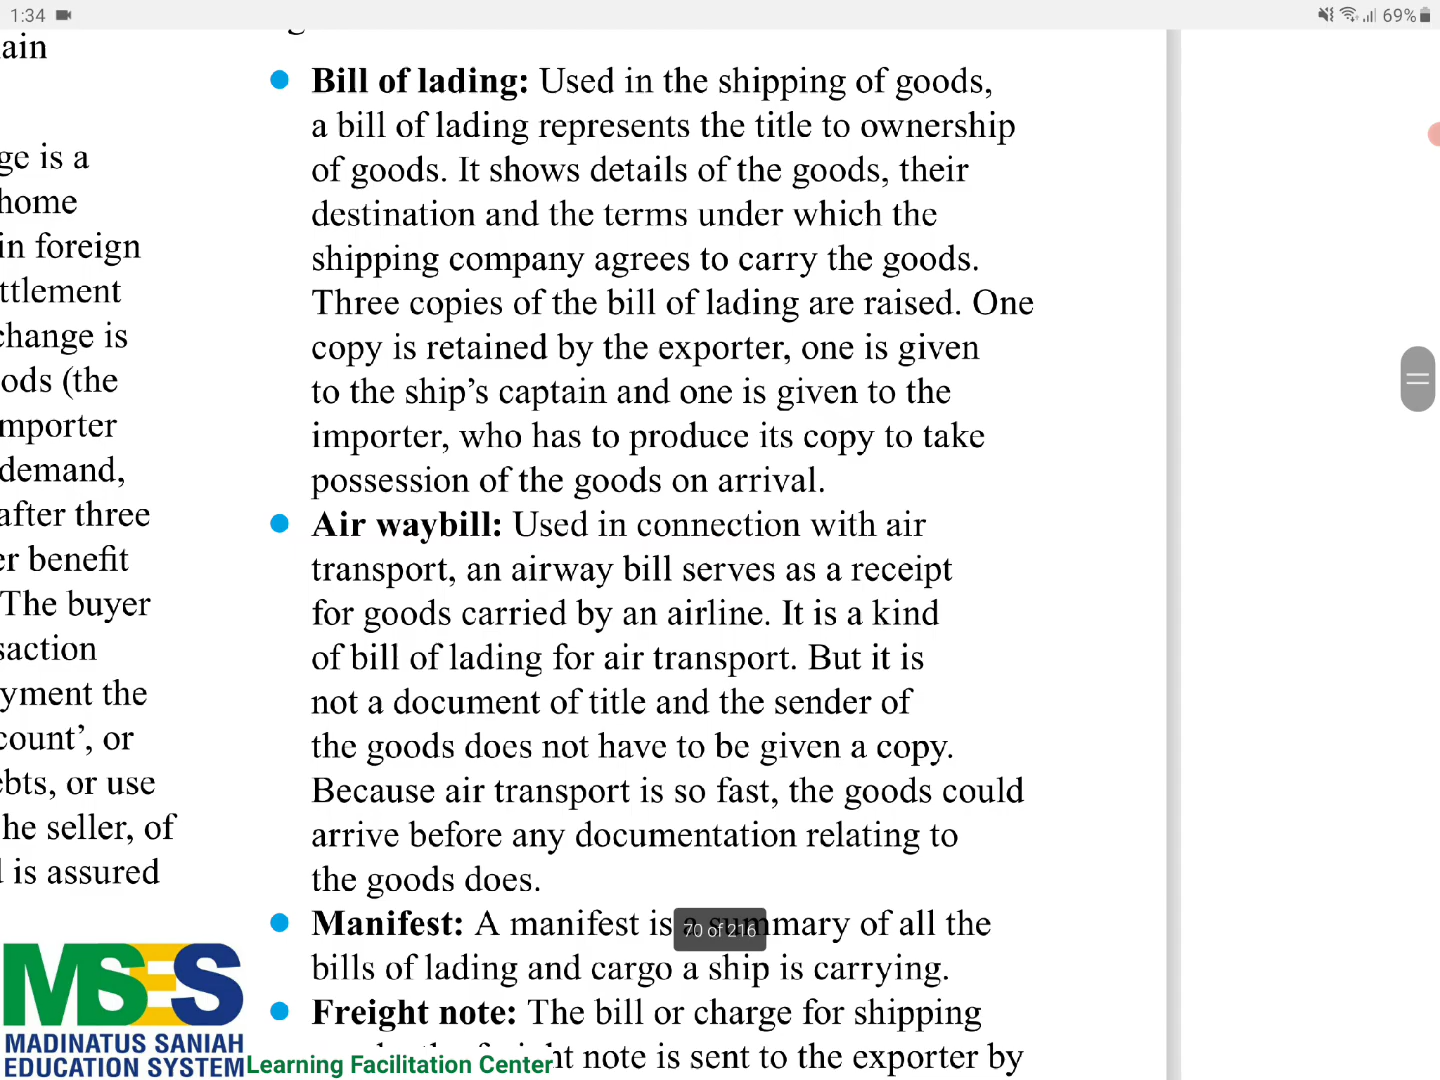 1:34
69%
ain
ge is a
home
in foreign
ttlement
change is
ods (the
mporter
demand,
after three
er benefit
The buyer
saction
yment the
count’, or
ebts, or use
he seller, of
is assured
Bill of lading: Used in the shipping of goods,
a bill of lading represents the title to ownership
of goods. It shows details of the goods, their
destination and the terms under which the
shipping company agrees to carry the goods.
Three copies of the bill of lading are raised. One
copy is retained by the exporter, one is given
to the ship’s captain and one is given to the
importer, who has to produce its copy to take
possession of the goods on arrival.
Air waybill: Used in connection with air
transport, an airway bill serves as a receipt
for goods carried by an airline. It is a kind
of bill of lading for air transport. But it is
not a document of title and the sender of
the goods does not have to be given a copy.
Because air transport is so fast, the goods could
arrive before any documentation relating to
the goods does.
Manifest: A manifest is a summary of all the
70 of 216
bills of lading and cargo a ship is carrying.
Freight note: The bill or charge for shipping
note is sent to the exporter by
MSES
MADINATUS SANIAH
EDUCATION SYSTEM
Learning Facilitation Center